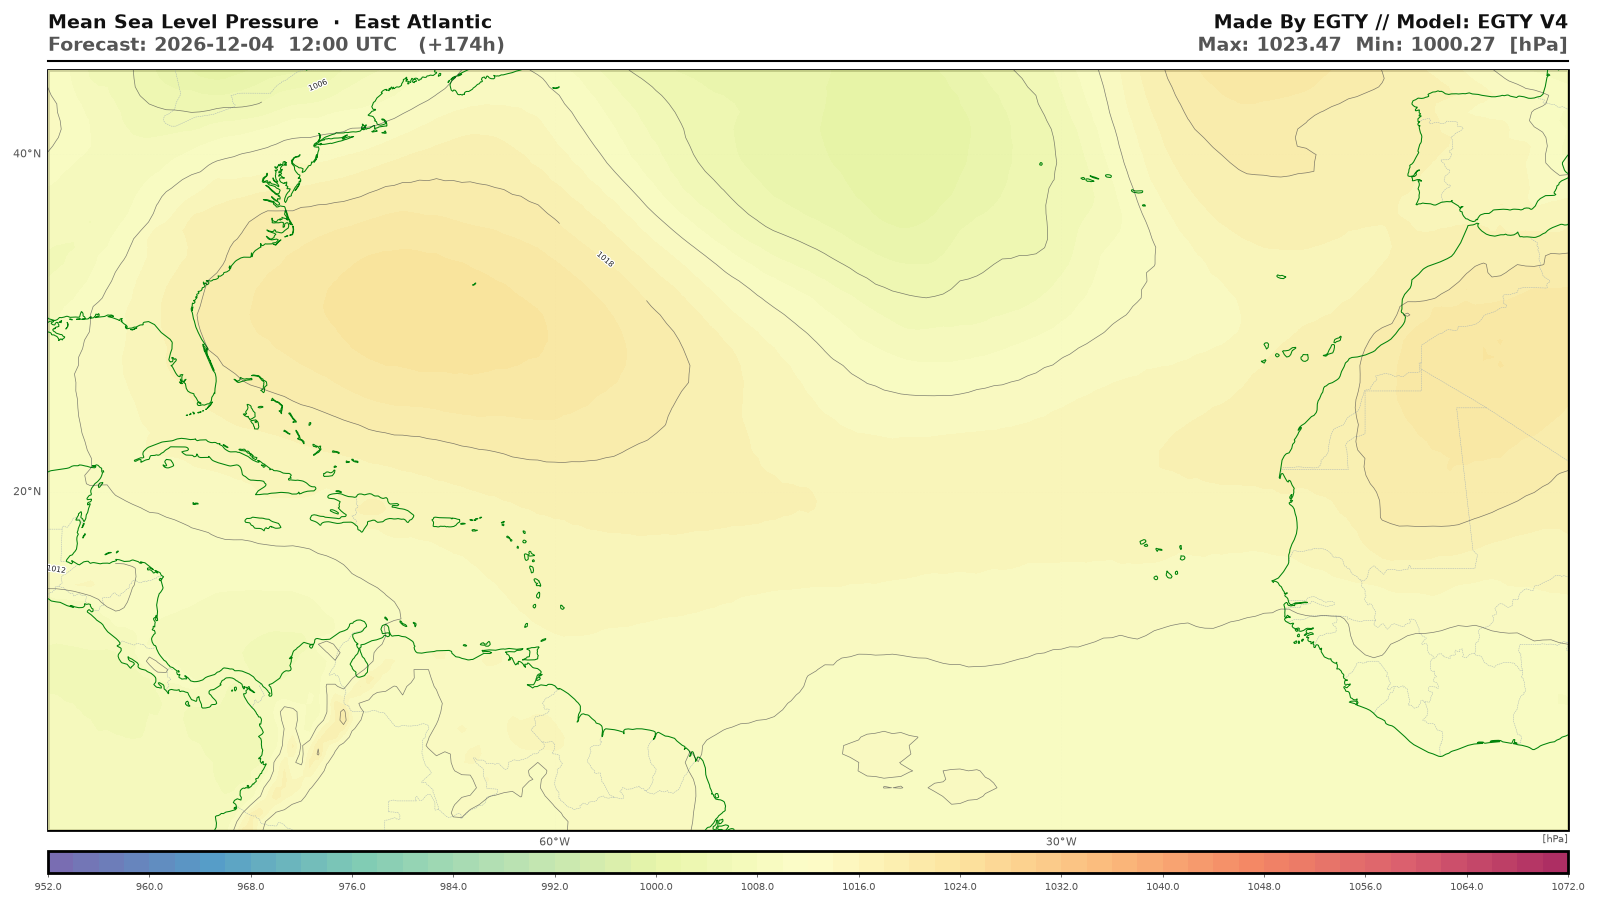 Mean Sea Level Pressure · East Atlantic
Made By EGTY // Model: EGTY V4
Forecast: 2026-12-04 12:00 UTC (+174h)
Max: 1023.47 Min: 1000.27 [hPa]
1006
40°N
1018
20°N
1012
60°W
30°W
[hPa]
952.0 960.0 968.0 976.0 984.0 992.0 1000.0 1008.0 1016.0 1024.0 1032.0 1040.0 1048.0 1056.0 1064.0 1072.0